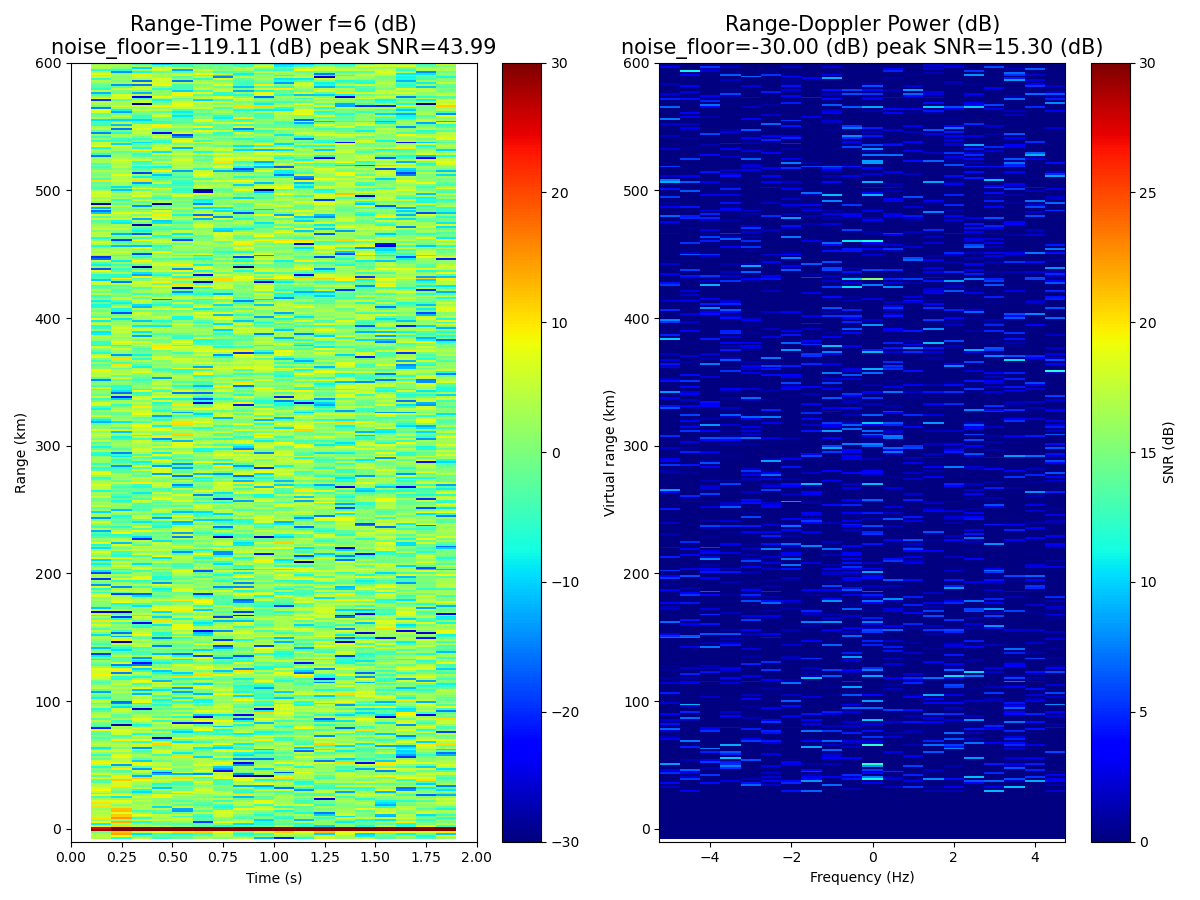 Range-Time Power f=6 (dB)
noise_floor=-119.11 (dB) peak SNR=43.99
Range (km)
600
500
400
300
200
100
0
0.00 0.25 0.50 0.75 1.00 1.25 1.50 1.75 2.00
Time (s)
30
20
10
0
−10
−20
−30
Range-Doppler Power (dB)
noise_floor=-30.00 (dB) peak SNR=15.30 (dB)
Virtual range (km)
600
500
400
300
200
100
0
−4 −2 0 2 4
Frequency (Hz)
30
25
20
15
10
5
0
SNR (dB)